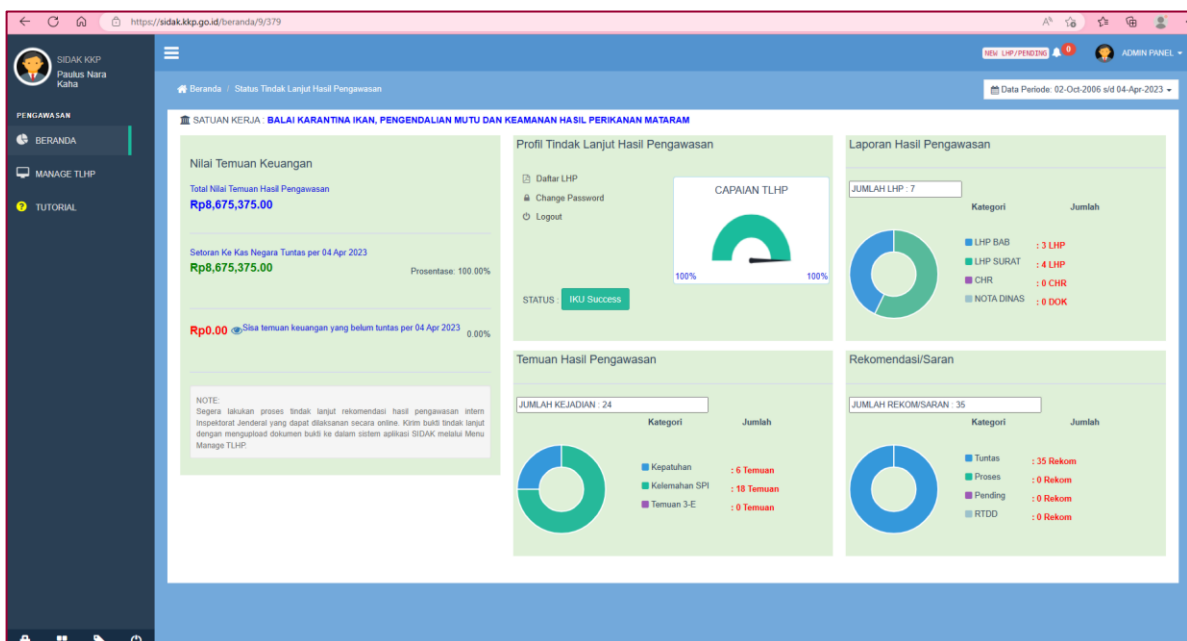 https://sidak.kkp.go.id/beranda/9/379
SIDAK KKP
Paulus Nara
Kaha
NEW LHP/PENDING
0
ADMIN PANEL
PENGAWASAN
BERANDA
MANAGE TLHP
TUTORIAL
Beranda / Status Tindak Lanjut Hasil Pengawasan
Data Periode: 02-Oct-2006 s/d 04-Apr-2023
SATUAN KERJA : BALAI KARANTINA IKAN, PENGENDALIAN MUTU DAN KEAMANAN HASIL PERIKANAN MATARAM
Nilai Temuan Keuangan
Total Nilai Temuan Hasil Pengawasan
Rp8,675,375.00
Setoran Ke Kas Negara Tuntas per 04 Apr 2023
Rp8,675,375.00
Prosentase: 100.00%
Rp0.00 Sisa temuan keuangan yang belum tuntas per 04 Apr 2023
0.00%
NOTE:
Segera lakukan proses tindak lanjut rekomendasi hasil pengawasan intern
Inspektorat Jenderal yang dapat dilaksanan secara online. Kirim bukti tindak lanjut
dengan mengupload dokumen bukti ke dalam sistem aplikasi SIDAK melalui Menu
Manage TLHP.
Profil Tindak Lanjut Hasil Pengawasan
Daftar LHP
Change Password
Logout
CAPAIAN TLHP
100%
100%
STATUS : IKU Success
Laporan Hasil Pengawasan
JUMLAH LHP : 7
Kategori Jumlah
LHP BAB : 3 LHP
LHP SURAT : 4 LHP
CHR : 0 CHR
NOTA DINAS : 0 DOK
Temuan Hasil Pengawasan
JUMLAH KEJADIAN : 24
Kategori Jumlah
Kepatuhan : 6 Temuan
Kelemahan SPI : 18 Temuan
Temuan 3-E : 0 Temuan
Rekomendasi/Saran
JUMLAH REKOM/SARAN : 35
Kategori Jumlah
Tuntas : 35 Rekom
Proses : 0 Rekom
Pending : 0 Rekom
RTDD : 0 Rekom